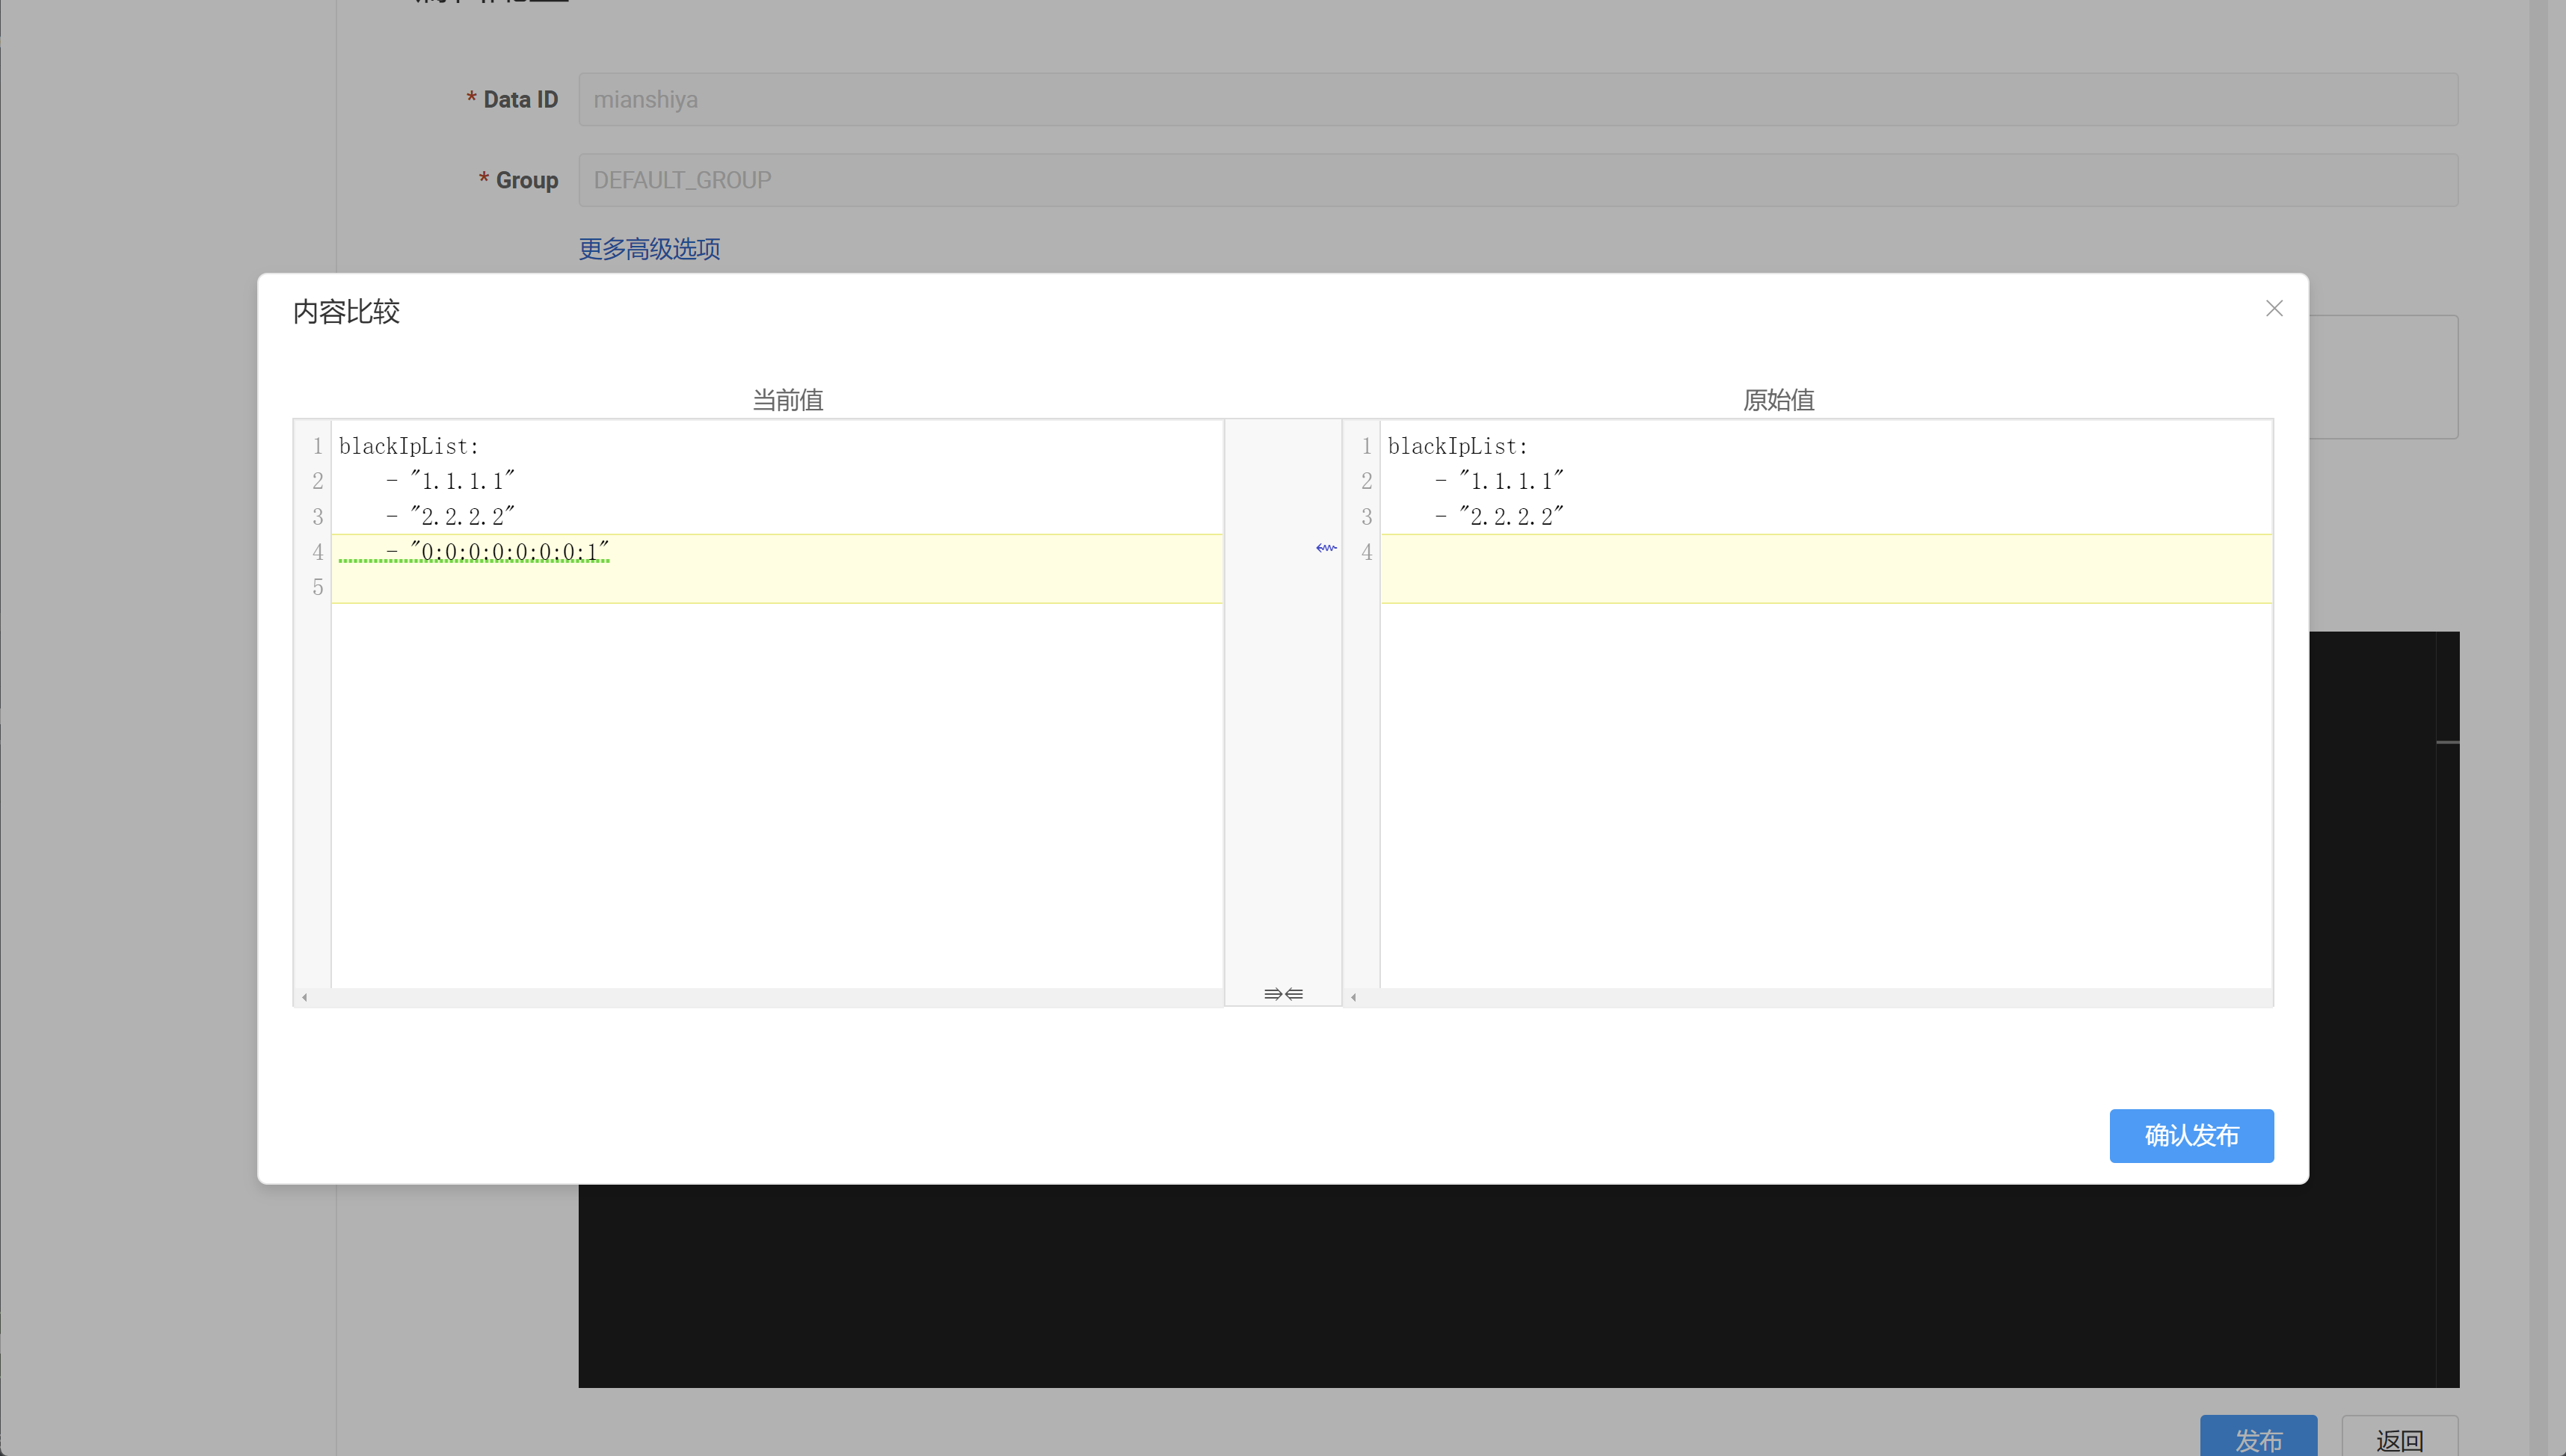 * Data ID
mianshiya
* Group
DEFAULT_GROUP
更多高级选项
内容比较
当前值
原始值
1 blackIpList:
2 - "1.1.1.1"
3 - "2.2.2.2"
4 - "0:0:0:0:0:0:0:1"
5
1 blackIpList:
2 - "1.1.1.1"
3 - "2.2.2.2"
4
⇛⇚
确认发布
发布
返回